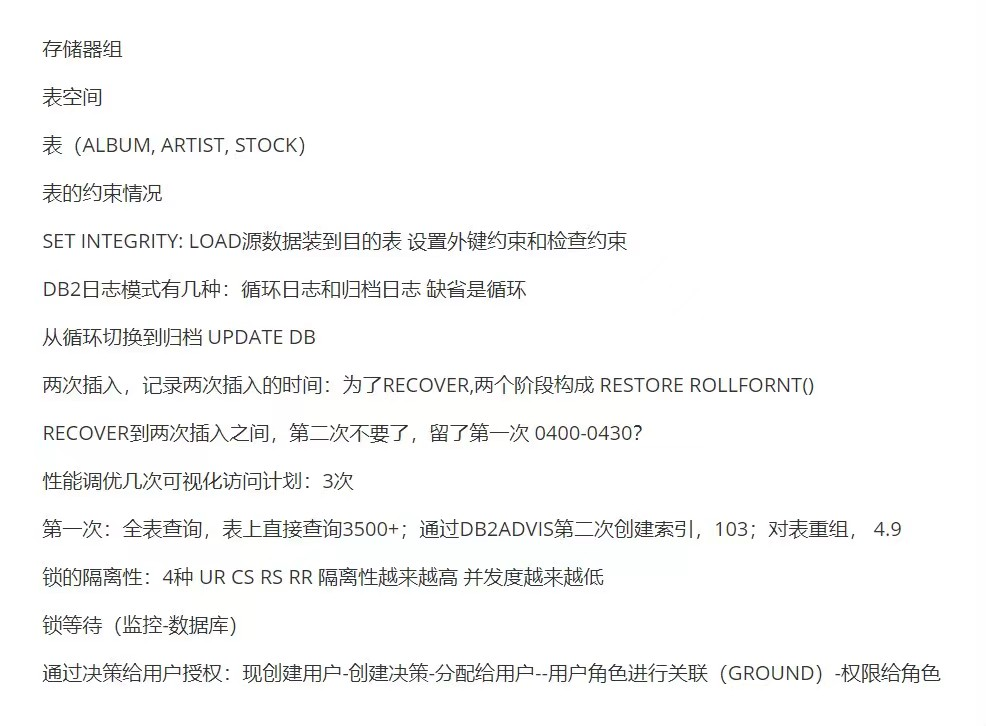 存储器组
表空间
表（ALBUM, ARTIST, STOCK）
表的约束情况
SET INTEGRITY: LOAD源数据装到目的表 设置外键约束和检查约束
DB2日志模式有几种：循环日志和归档日志 缺省是循环
从循环切换到归档 UPDATE DB
两次插入，记录两次插入的时间：为了RECOVER,两个阶段构成 RESTORE ROLLFORNT()
RECOVER到两次插入之间，第二次不要了，留了第一次 0400-0430？
性能调优几次可视化访问计划：3次
第一次：全表查询，表上直接查询3500+；通过DB2ADVIS第二次创建索引，103；对表重组， 4.9
锁的隔离性：4种 UR CS RS RR 隔离性越来越高 并发度越来越低
锁等待（监控-数据库）
通过决策给用户授权：现创建用户-创建决策-分配给用户--用户角色进行关联（GROUND）-权限给角色